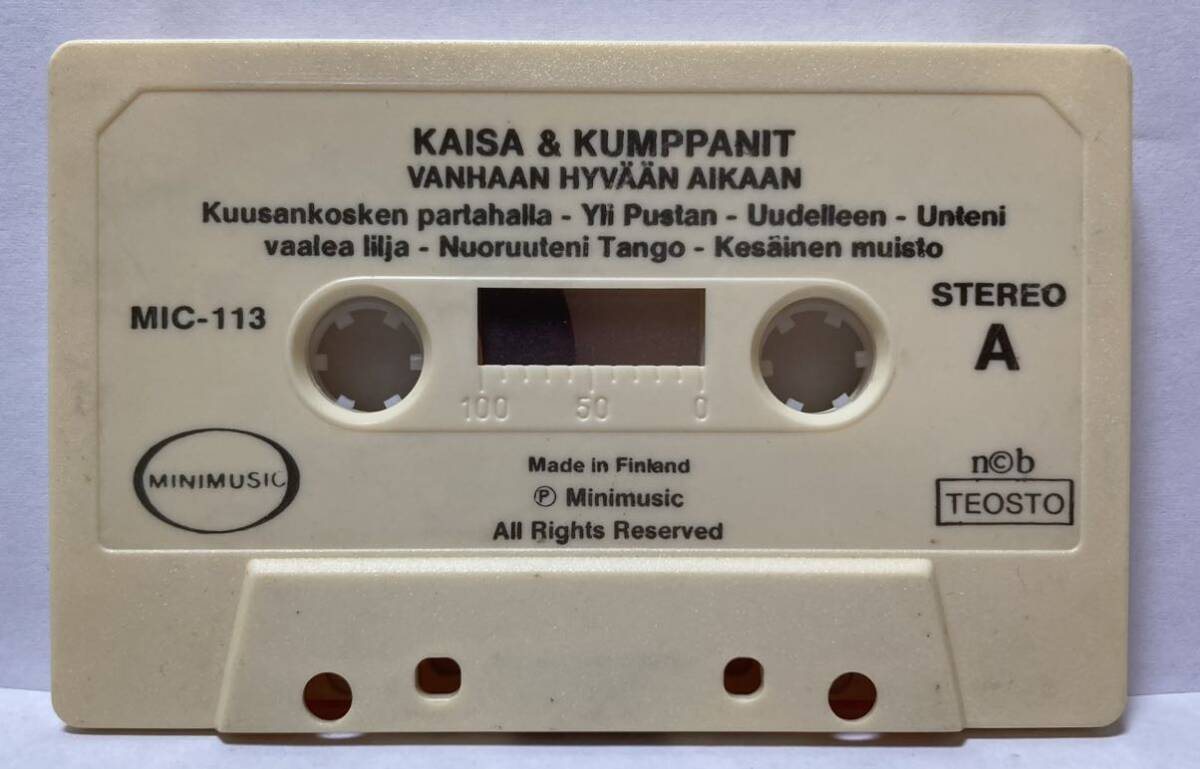 KAISA & KUMPPANIT
VANHAAN HYVÄÄN AIKAAN
Kuusankosken partahalla - Yli Pustan - Uudelleen - Unteni
vaalea lilja - Nuoruuteni Tango - Kesäinen muisto
MIC-113
STEREO
A
100 50 0
MINIMUSIC
Made in Finland
℗ Minimusic
All Rights Reserved
n©b
TEOSTO